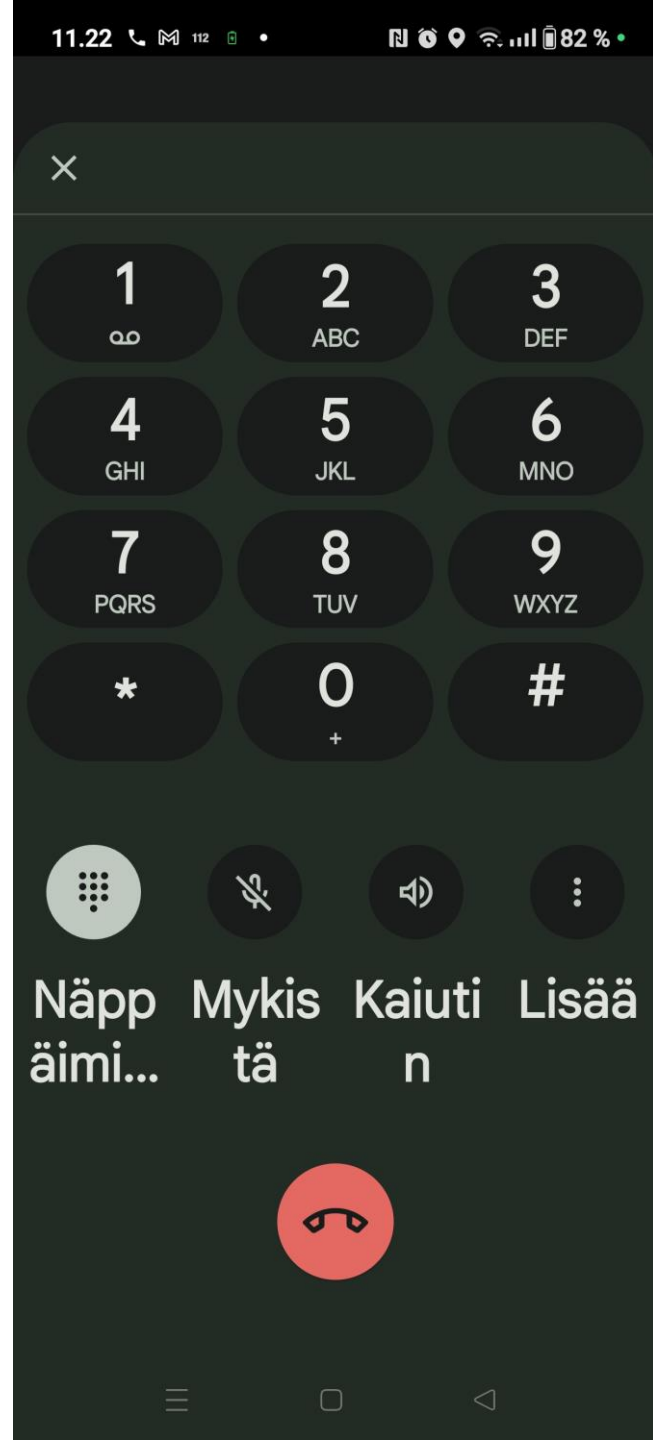 11.22 112 82 %
1 2 3
ABC DEF
4 5 6
GHI JKL MNO
7 8 9
PQRS TUV WXYZ
* 0 #
+
Näpp Mykis Kaiuti Lisää
äimi... tä n